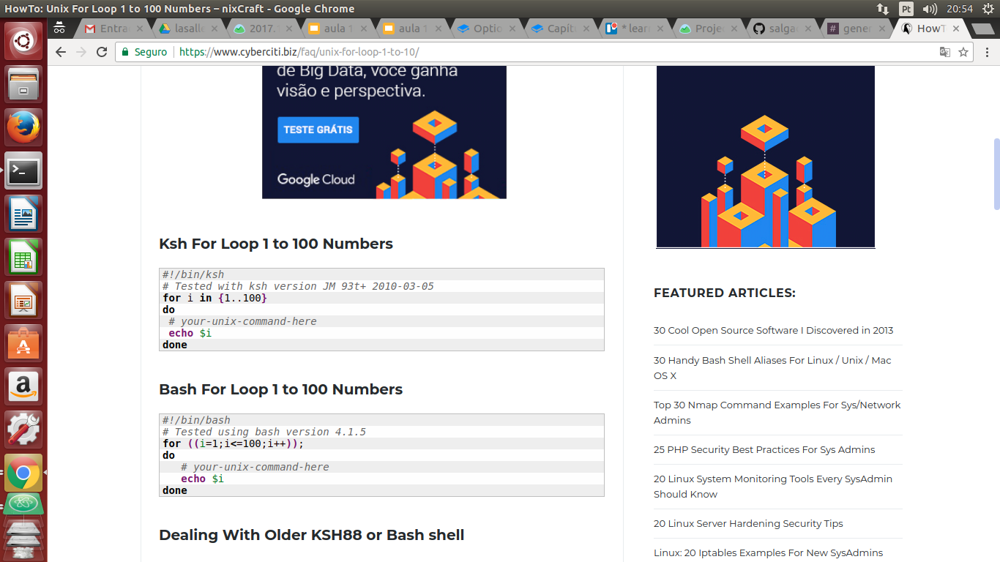 HowTo: Unix For Loop 1 to 100 Numbers – nixCraft - Google Chrome
Pt
20:54
Entra
lasalle
2017.
aula 1
aula 1
Optio
Capít
* lear
Proje
salga
gener
HowT
Seguro
https://www.cyberciti.biz/faq/unix-for-loop-1-to-10/
de Big Data, você ganha
visão e perspectiva.
TESTE GRÁTIS
Google Cloud
Ksh For Loop 1 to 100 Numbers
#!/bin/ksh
# Tested with ksh version JM 93t+ 2010-03-05
for i in {1..100}
do
# your-unix-command-here
echo $i
done
Bash For Loop 1 to 100 Numbers
#!/bin/bash
# Tested using bash version 4.1.5
for ((i=1;i<=100;i++));
do
# your-unix-command-here
echo $i
done
Dealing With Older KSH88 or Bash shell
FEATURED ARTICLES:
30 Cool Open Source Software I Discovered in 2013
30 Handy Bash Shell Aliases For Linux / Unix / Mac
OS X
Top 30 Nmap Command Examples For Sys/Network
Admins
25 PHP Security Best Practices For Sys Admins
20 Linux System Monitoring Tools Every SysAdmin
Should Know
20 Linux Server Hardening Security Tips
Linux: 20 Iptables Examples For New SysAdmins